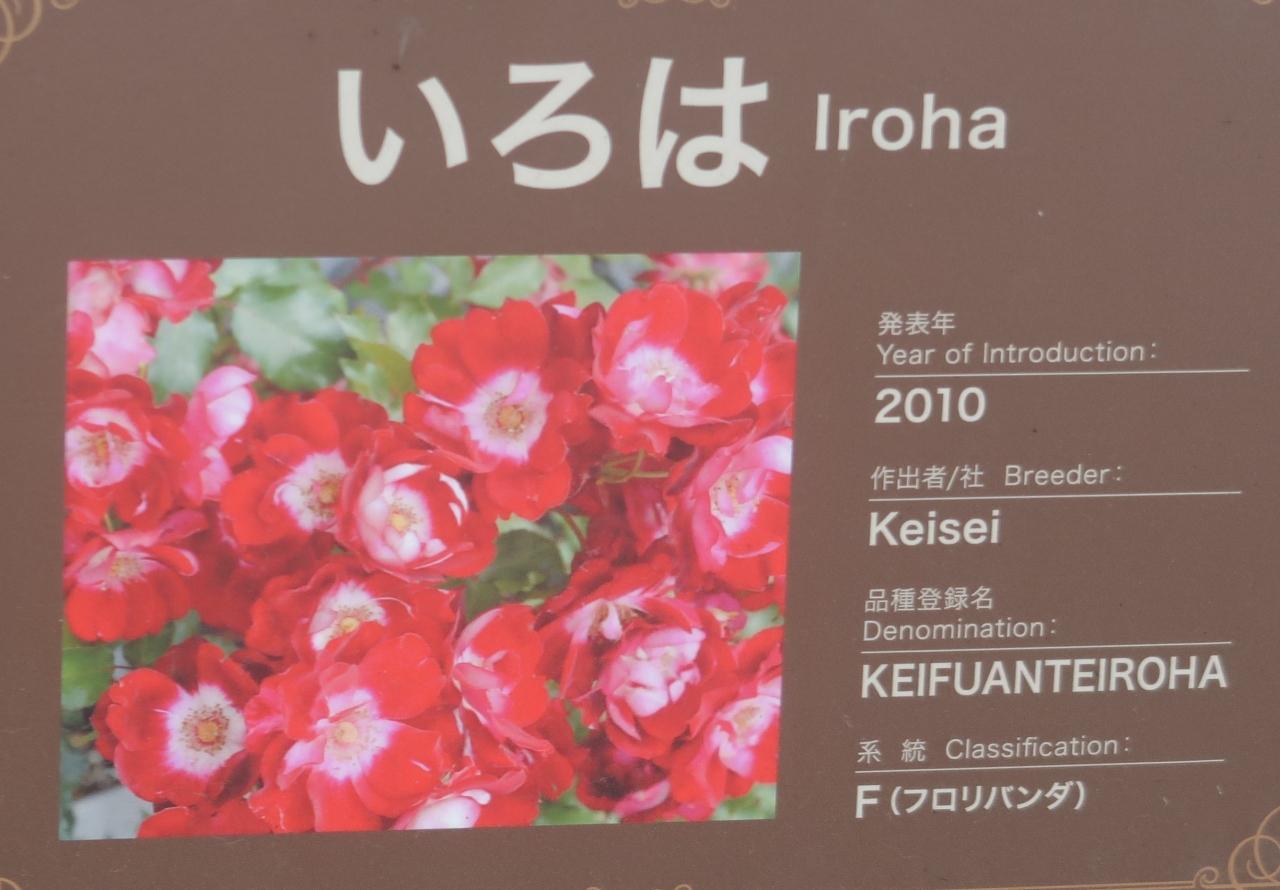 いろは Iroha
発表年
Year of Introduction:
2010
作出者/社 Breeder:
Keisei
品種登録名
Denomination:
KEIFUANTEIROHA
系 統 Classification:
F(フロリバンダ)